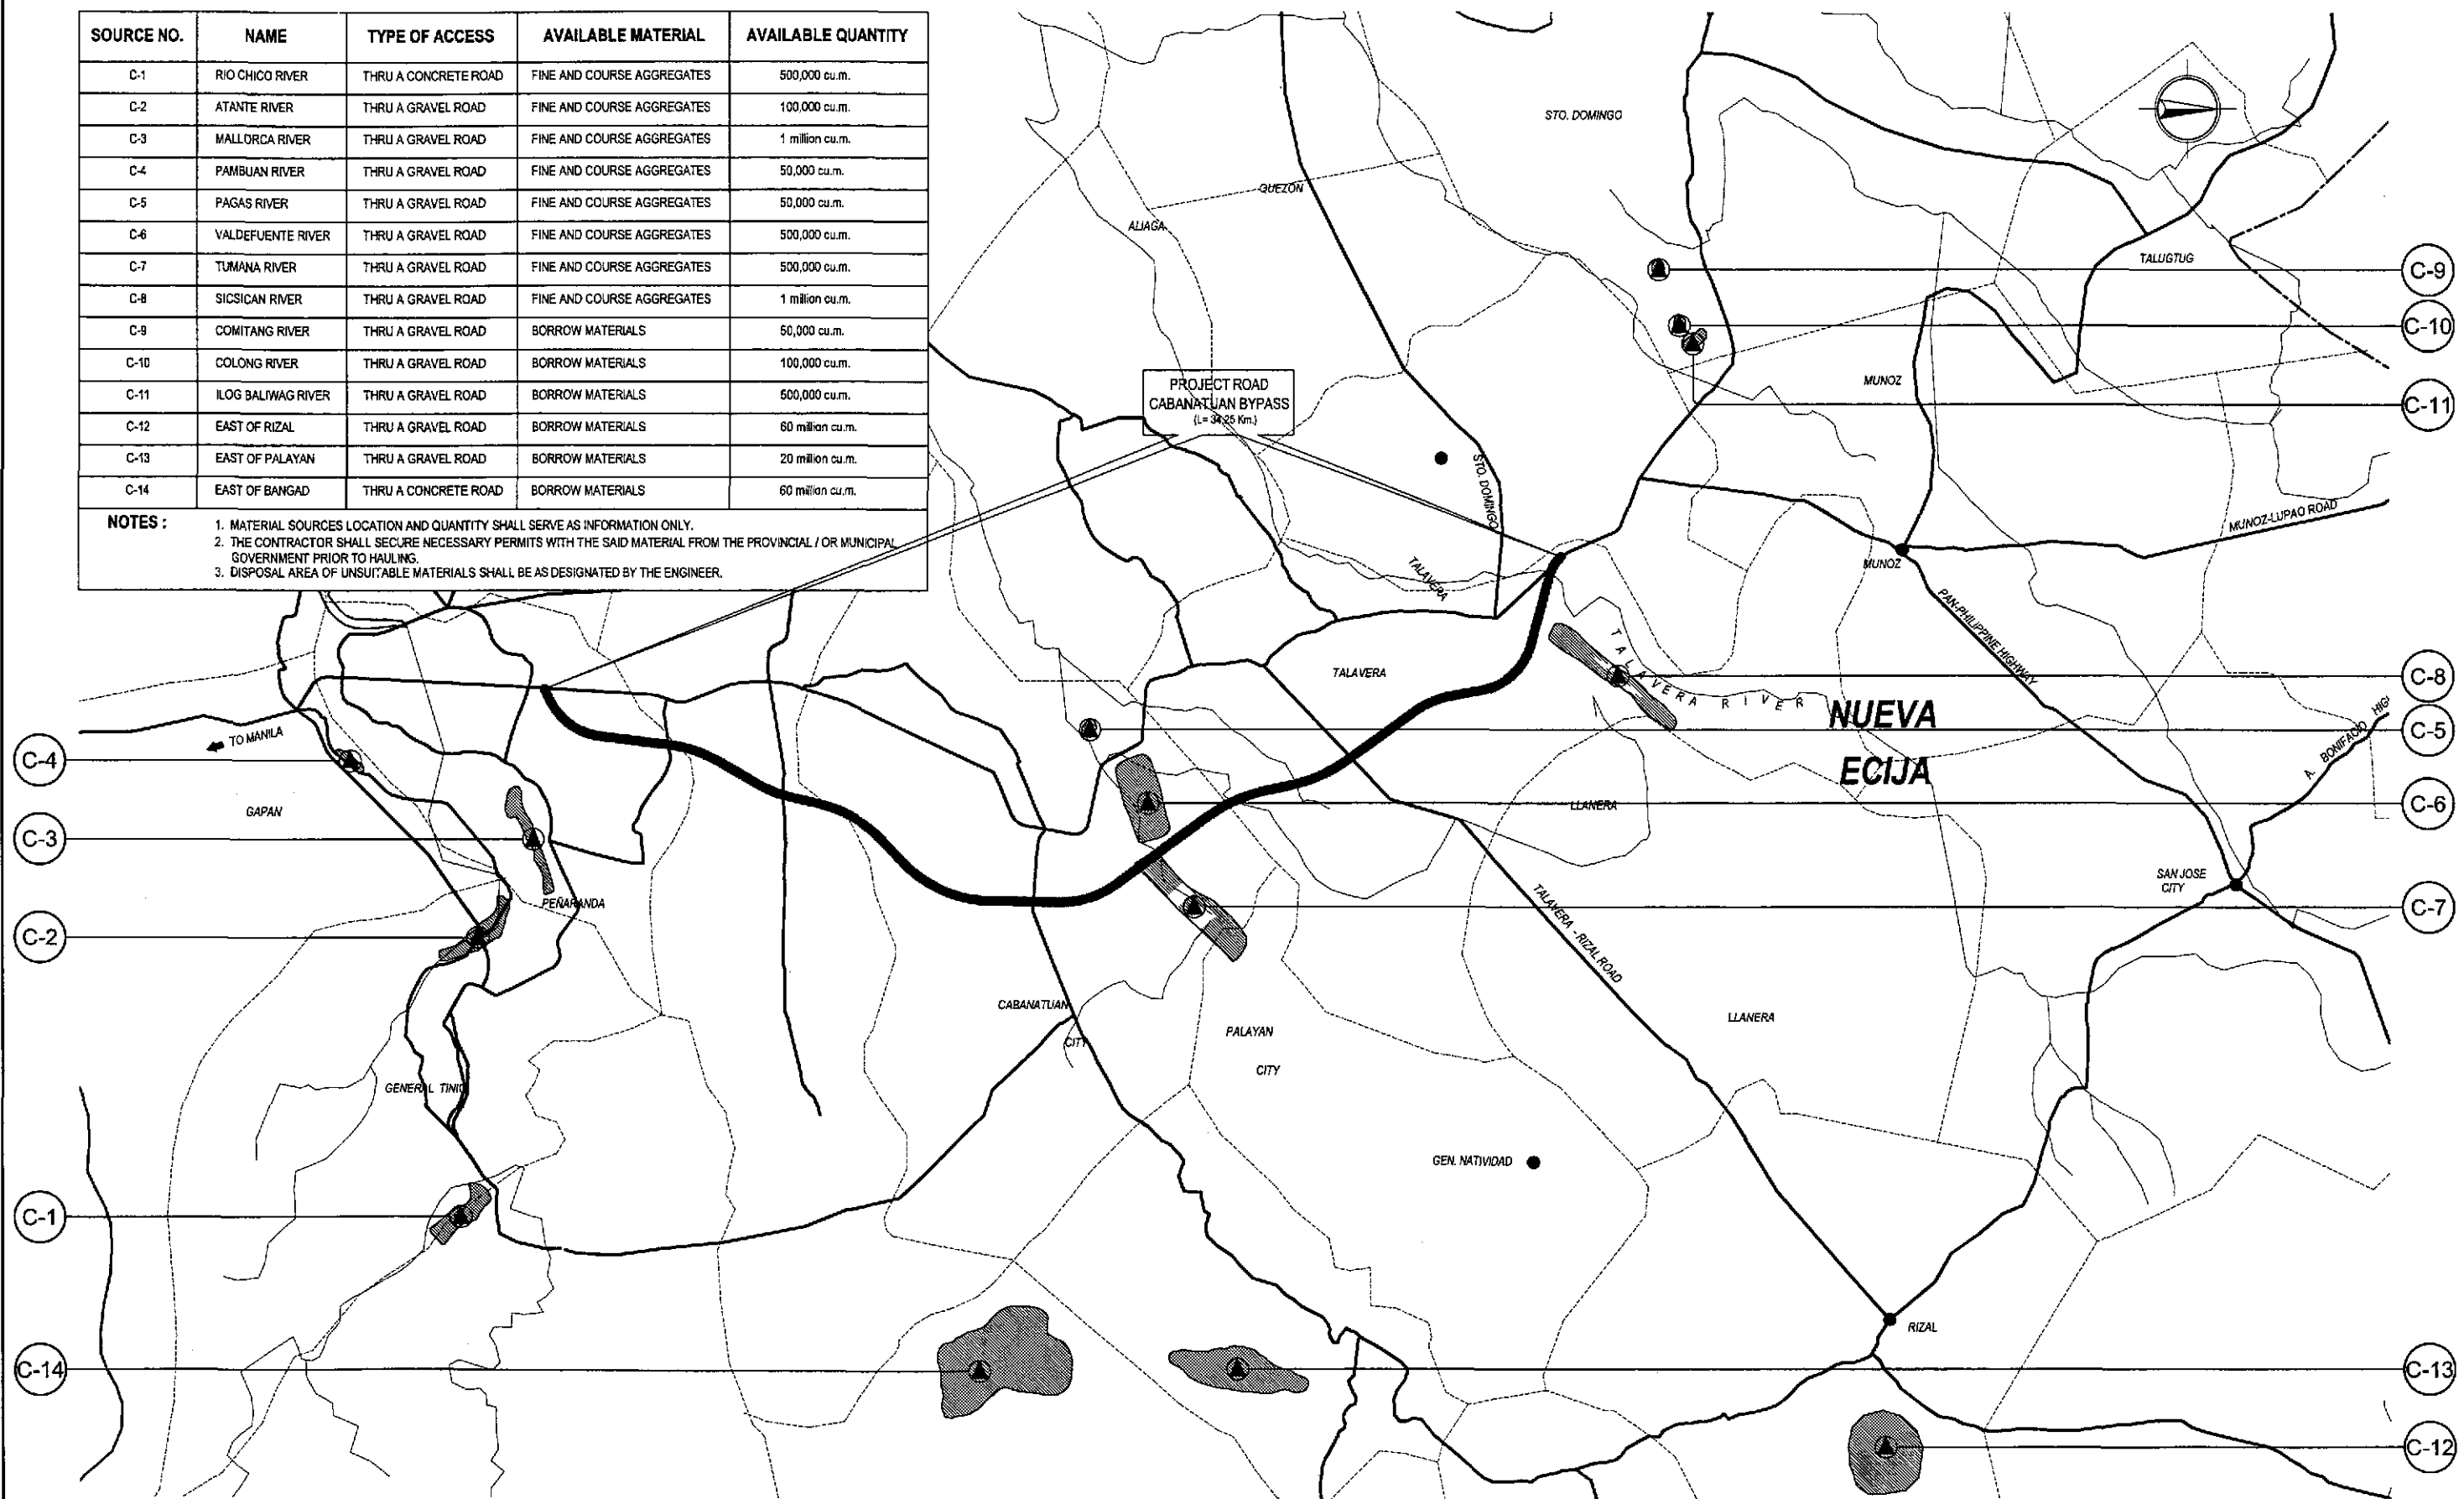 SOURCE NO. NAME TYPE OF ACCESS AVAILABLE MATERIAL AVAILABLE QUANTITY
C-1 RIO CHICO RIVER THRU A CONCRETE ROAD FINE AND COURSE AGGREGATES 500,000 cu.m.
C-2 ATANTE RIVER THRU A GRAVEL ROAD FINE AND COURSE AGGREGATES 100,000 cu.m.
C-3 MALLORCA RIVER THRU A GRAVEL ROAD FINE AND COURSE AGGREGATES 1 million cu.m.
C-4 PAMBUAN RIVER THRU A GRAVEL ROAD FINE AND COURSE AGGREGATES 50,000 cu.m.
C-5 PAGAS RIVER THRU A GRAVEL ROAD FINE AND COURSE AGGREGATES 50,000 cu.m.
C-6 VALDEFUENTE RIVER THRU A GRAVEL ROAD FINE AND COURSE AGGREGATES 500,000 cu.m.
C-7 TUMANA RIVER THRU A GRAVEL ROAD FINE AND COURSE AGGREGATES 500,000 cu.m.
C-8 SICSICAN RIVER THRU A GRAVEL ROAD FINE AND COURSE AGGREGATES 1 million cu.m.
C-9 COMITANG RIVER THRU A GRAVEL ROAD BORROW MATERIALS 50,000 cu.m.
C-10 COLONG RIVER THRU A GRAVEL ROAD BORROW MATERIALS 100,000 cu.m.
C-11 ILOG BALIWAG RIVER THRU A GRAVEL ROAD BORROW MATERIALS 500,000 cu.m.
C-12 EAST OF RIZAL THRU A GRAVEL ROAD BORROW MATERIALS 60 million cu.m.
C-13 EAST OF PALAYAN THRU A GRAVEL ROAD BORROW MATERIALS 20 million cu.m.
C-14 EAST OF BANGAD THRU A CONCRETE ROAD BORROW MATERIALS 60 million cu.m.
NOTES :
1. MATERIAL SOURCES LOCATION AND QUANTITY SHALL SERVE AS INFORMATION ONLY.
2. THE CONTRACTOR SHALL SECURE NECESSARY PERMITS WITH THE SAID MATERIAL FROM THE PROVINCIAL / OR MUNICIPAL
GOVERNMENT PRIOR TO HAULING.
3. DISPOSAL AREA OF UNSUITABLE MATERIALS SHALL BE AS DESIGNATED BY THE ENGINEER.
STO. DOMINGO
QUEZON
ALIAGA
TALUGTUG
C-9
C-10
C-11
MUNOZ
PROJECT ROAD
CABANATUAN BYPASS
(L= 34.25 Km.)
STO. DOMINGO
MUNOZ-LUPAO ROAD
MUNOZ
TALAVERA
PAN-PHILIPPINE HIGHWAY
TALAVERA
TALAVERA RIVER
C-8
NUEVA
ECIJA
A. BONIFACIO HIG
C-5
TO MANILA
C-4
GAPAN
LLANERA
C-6
C-3
SAN JOSE
CITY
PEÑARANDA
TALAVERA - RIZAL ROAD
C-7
C-2
CABANATUAN
CITY
PALAYAN
CITY
LLANERA
GENERAL TINIO
GEN. NATIVIDAD
C-1
RIZAL
C-14
C-13
C-12